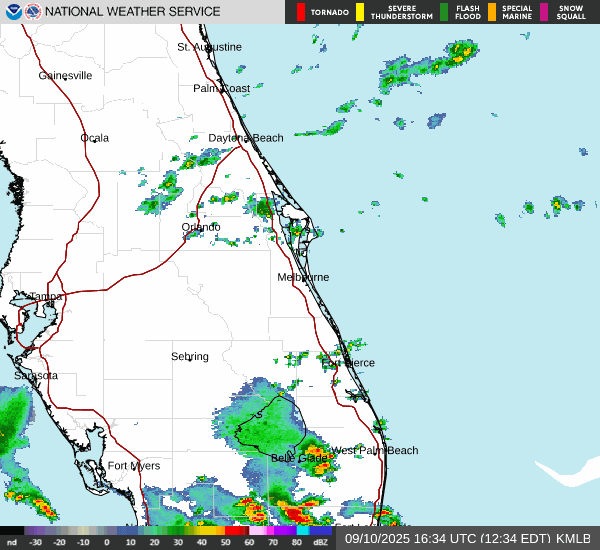 NATIONAL WEATHER SERVICE
TORNADO
SEVERE THUNDERSTORM
FLASH FLOOD
SPECIAL MARINE
SNOW SQUALL
St. Augustine
Gainesville
Palm Coast
Ocala
Daytona Beach
Orlando
Melbourne
Tampa
Sebring
Fort Pierce
Sarasota
West Palm Beach
Belle Glade
Fort Myers
nd -30 -20 -10 0 10 20 30 40 50 60 70 80 dBZ
09/10/2025 16:34 UTC (12:34 EDT) KMLB